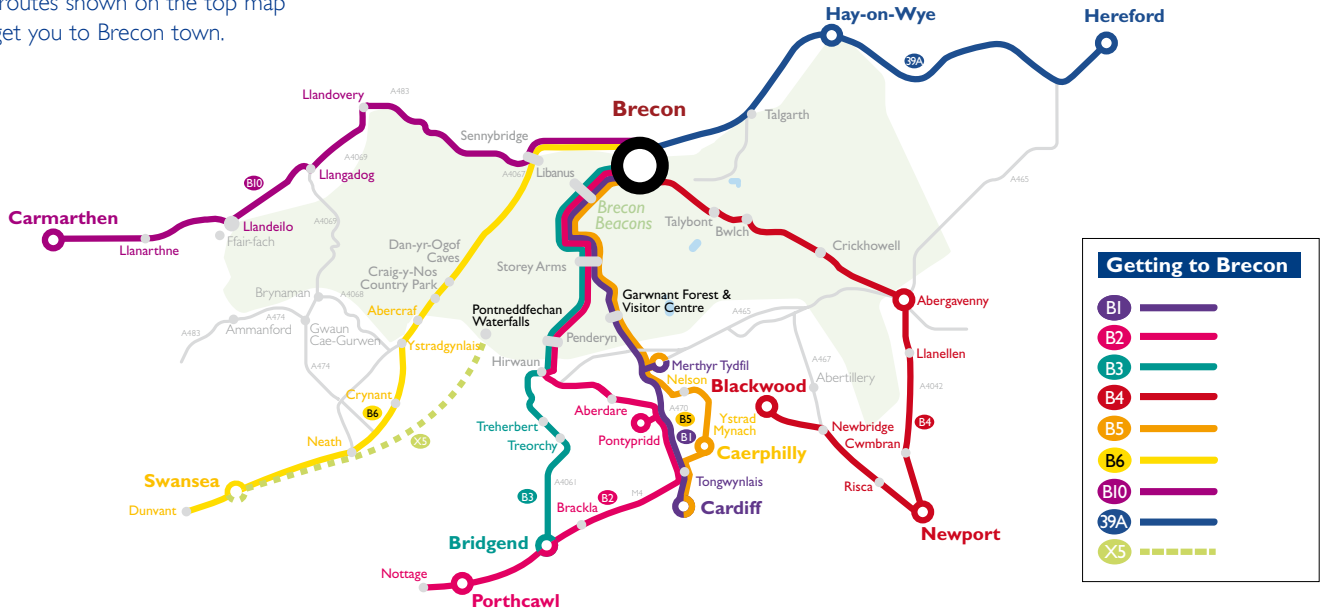 routes shown on the top map
get you to Brecon town.
Hay-on-Wye
Hereford
39A
Llandovery
A483
Brecon
Talgarth
Sennybridge
A4069
A4067
Libanus
Llangadog
B10
A465
Carmarthen
Brecon
Beacons
Talybont
Bwlch
Llandeilo
Ffair-fach
A4069
Llanarthne
Dan-yr-Ogof
Caves
Crickhowell
Storey Arms
Craig-y-Nos
Country Park
Getting to Brecon
Brynaman
A4068
Garwnant Forest &
Visitor Centre
Abergavenny
B1
Abercraf
Pontneddfechan
Waterfalls
A465
A474
A483
Ammanford
Gwaun
Cae-Gurwen
B2
Penderyn
Ystradgynlais
Llanellen
A467
Hirwaun
A474
Merthyr Tydfil
B3
Nelson
Abertillery
Blackwood
A4042
Crynant
B4
B6
Aberdare
A470
B5
Ystrad
Mynach
B4
Treherbert
B1
Newbridge
B5
Pontypridd
Cwmbran
Neath
X5
Treorchy
Caerphilly
B6
Swansea
A4061
Tongwynlais
Risca
B10
M4
B3
B2
Dunvant
Brackla
Cardiff
39A
Newport
Bridgend
X5
Nottage
Porthcawl